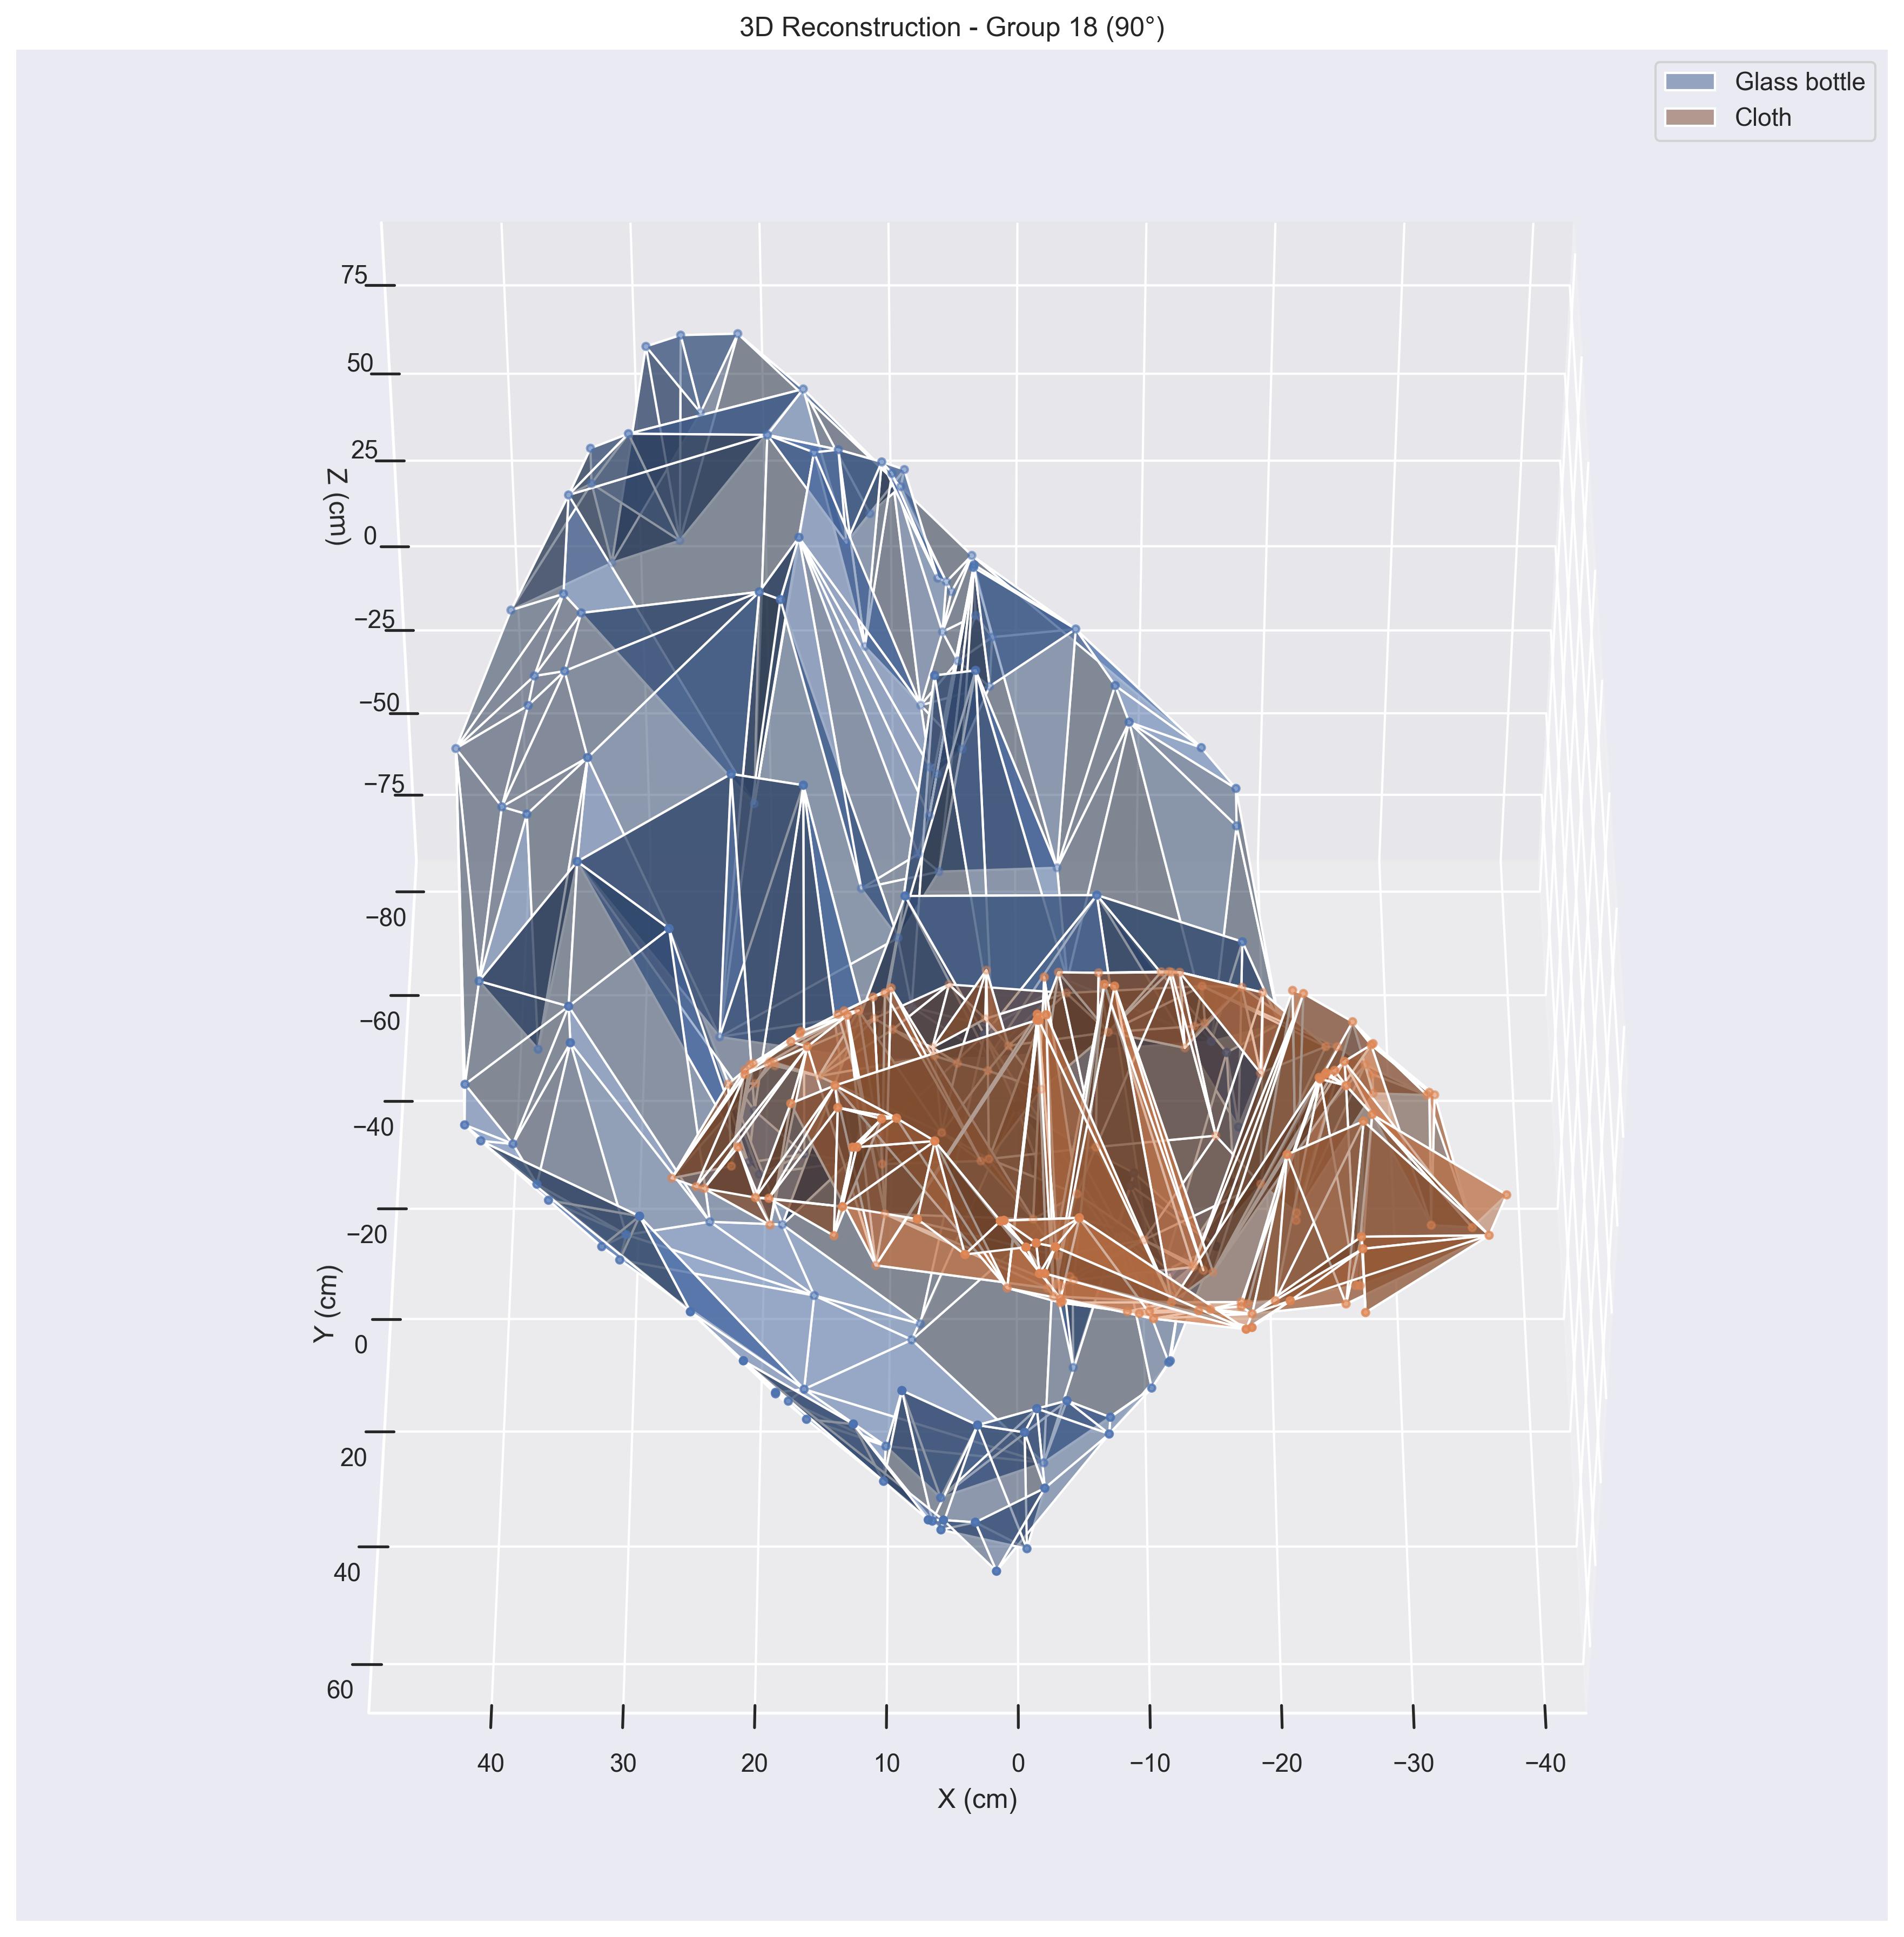 3D Reconstruction - Group 18 (90°)
Glass bottle
Cloth
75
50
25
0
−25
−50
−75
Z (cm)
−80
−60
−40
−20
0
20
40
60
Y (cm)
40 30 20 10 0 −10 −20 −30 −40
X (cm)